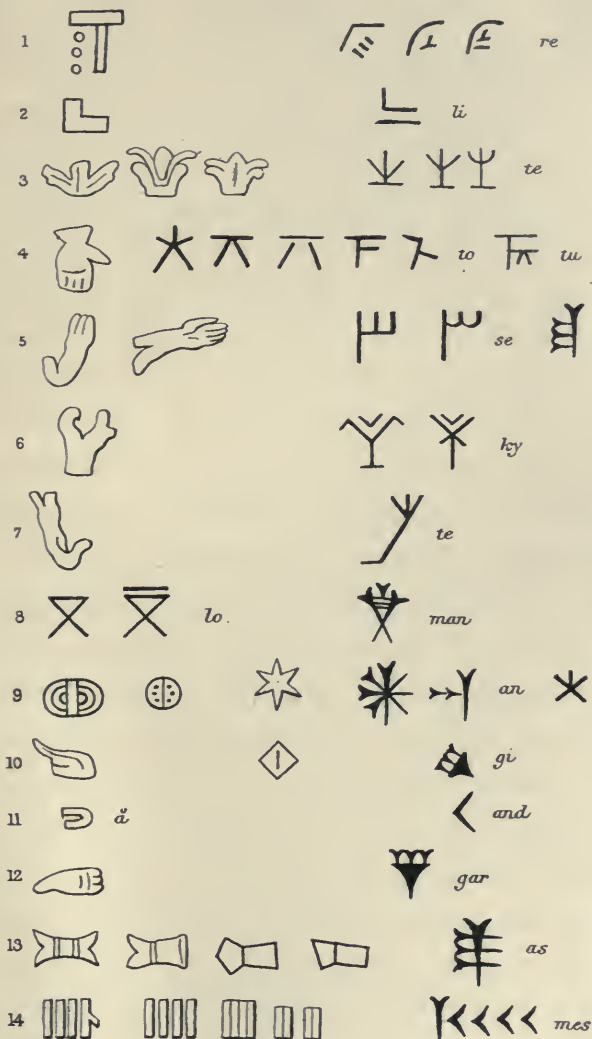 1 re
2 li
3 te
4 to tu
5 se
6 ky
7 te
8 lo. man
9 an
10 gi
11 ă and
12 gar
13 as
14 mes